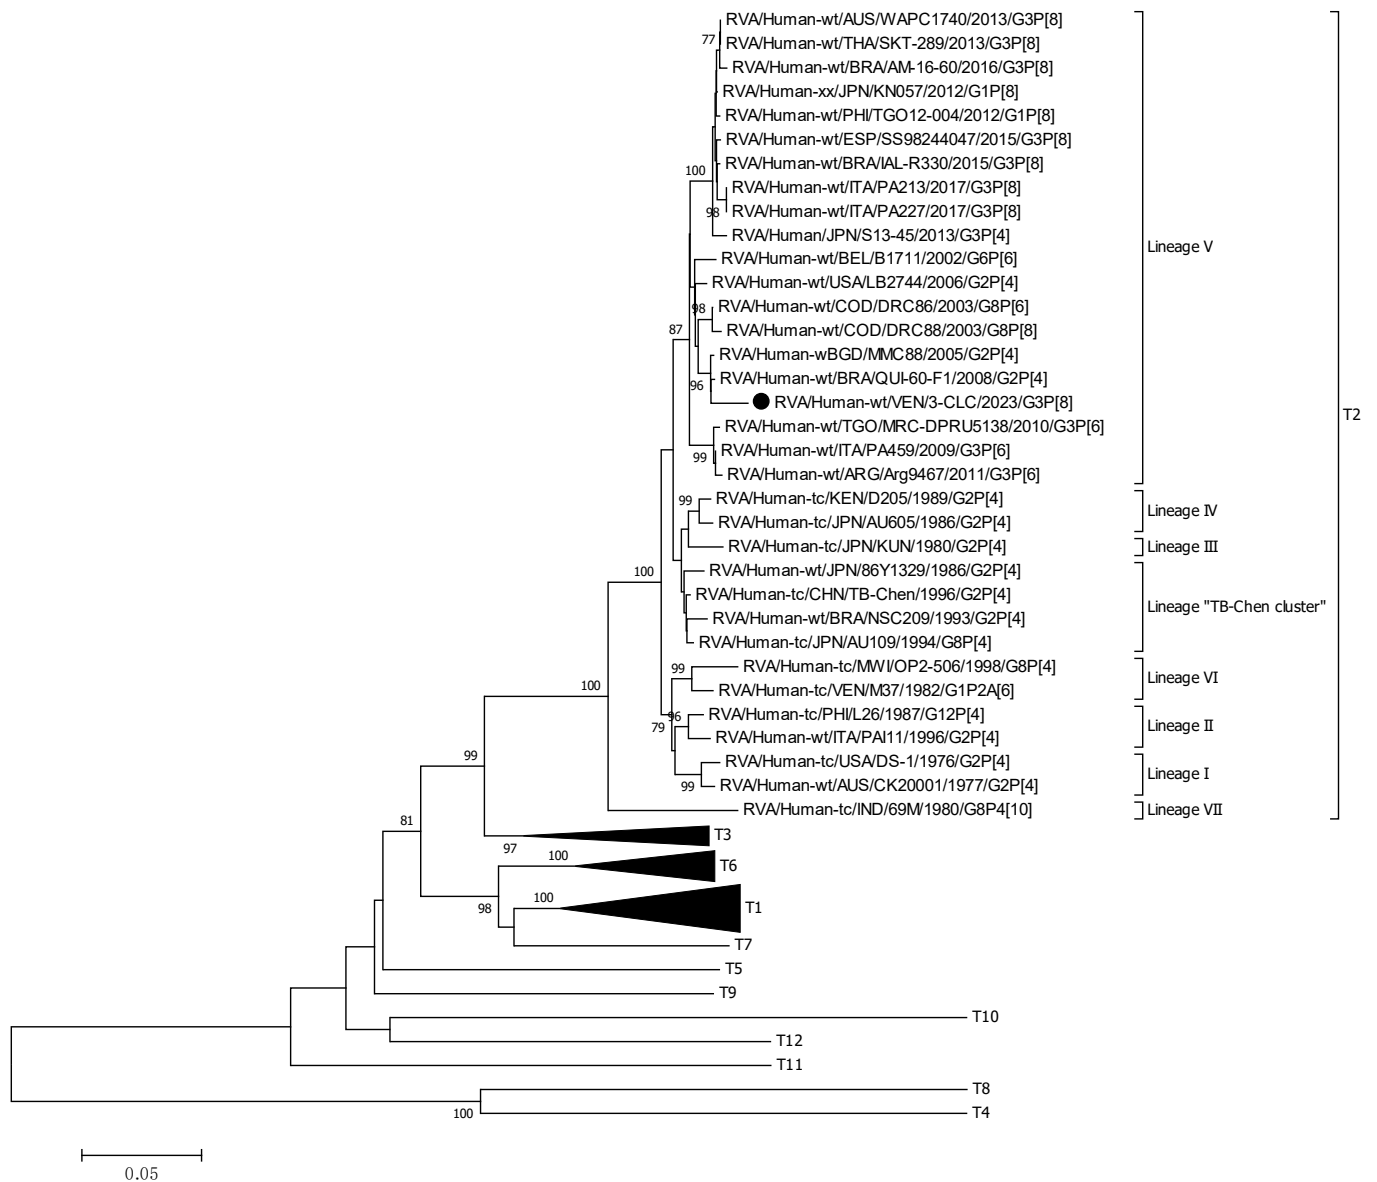 RVA/Human-wt/AUS/WAPC1740/2013/G3P[8]
77
RVA/Human-wt/THA/SKT-289/2013/G3P[8]
RVA/Human-wt/BRA/AM-16-60/2016/G3P[8]
RVA/Human-xx/JPN/KN057/2012/G1P[8]
RVA/Human-wt/PHI/TGO12-004/2012/G1P[8]
RVA/Human-wt/ESP/SS98244047/2015/G3P[8]
RVA/Human-wt/BRA/IAL-R330/2015/G3P[8]
100
RVA/Human-wt/ITA/PA213/2017/G3P[8]
98
RVA/Human-wt/ITA/PA227/2017/G3P[8]
RVA/Human/JPN/S13-45/2013/G3P[4]
Lineage V
RVA/Human-wt/BEL/B1711/2002/G6P[6]
RVA/Human-wt/USA/LB2744/2006/G2P[4]
98
RVA/Human-wt/COD/DRC86/2003/G8P[6]
RVA/Human-wt/COD/DRC88/2003/G8P[8]
87
RVA/Human-wBGD/MMC88/2005/G2P[4]
RVA/Human-wt/BRA/QUI-60-F1/2008/G2P[4]
96
RVA/Human-wt/VEN/3-CLC/2023/G3P[8]
T2
RVA/Human-wt/TGO/MRC-DPRU5138/2010/G3P[6]
RVA/Human-wt/ITA/PA459/2009/G3P[6]
99
RVA/Human-wt/ARG/Arg9467/2011/G3P[6]
99
RVA/Human-tc/KEN/D205/1989/G2P[4]
Lineage IV
RVA/Human-tc/JPN/AU605/1986/G2P[4]
RVA/Human-tc/JPN/KUN/1980/G2P[4]
Lineage III
100
RVA/Human-wt/JPN/86Y1329/1986/G2P[4]
RVA/Human-tc/CHN/TB-Chen/1996/G2P[4]
Lineage "TB-Chen cluster"
RVA/Human-wt/BRA/NSC209/1993/G2P[4]
RVA/Human-tc/JPN/AU109/1994/G8P[4]
99
RVA/Human-tc/MWI/OP2-506/1998/G8P[4]
Lineage VI
100
RVA/Human-tc/VEN/M37/1982/G1P2A[6]
96
RVA/Human-tc/PHI/L26/1987/G12P[4]
79
Lineage II
RVA/Human-wt/ITA/PAI11/1996/G2P[4]
99
RVA/Human-tc/USA/DS-1/1976/G2P[4]
Lineage I
99
RVA/Human-wt/AUS/CK20001/1977/G2P[4]
RVA/Human-tc/IND/69M/1980/G8P4[10]
Lineage VII
81
T3
97
100
T6
100
T1
98
T7
T5
T9
T10
T12
T11
T8
100
T4
0.05